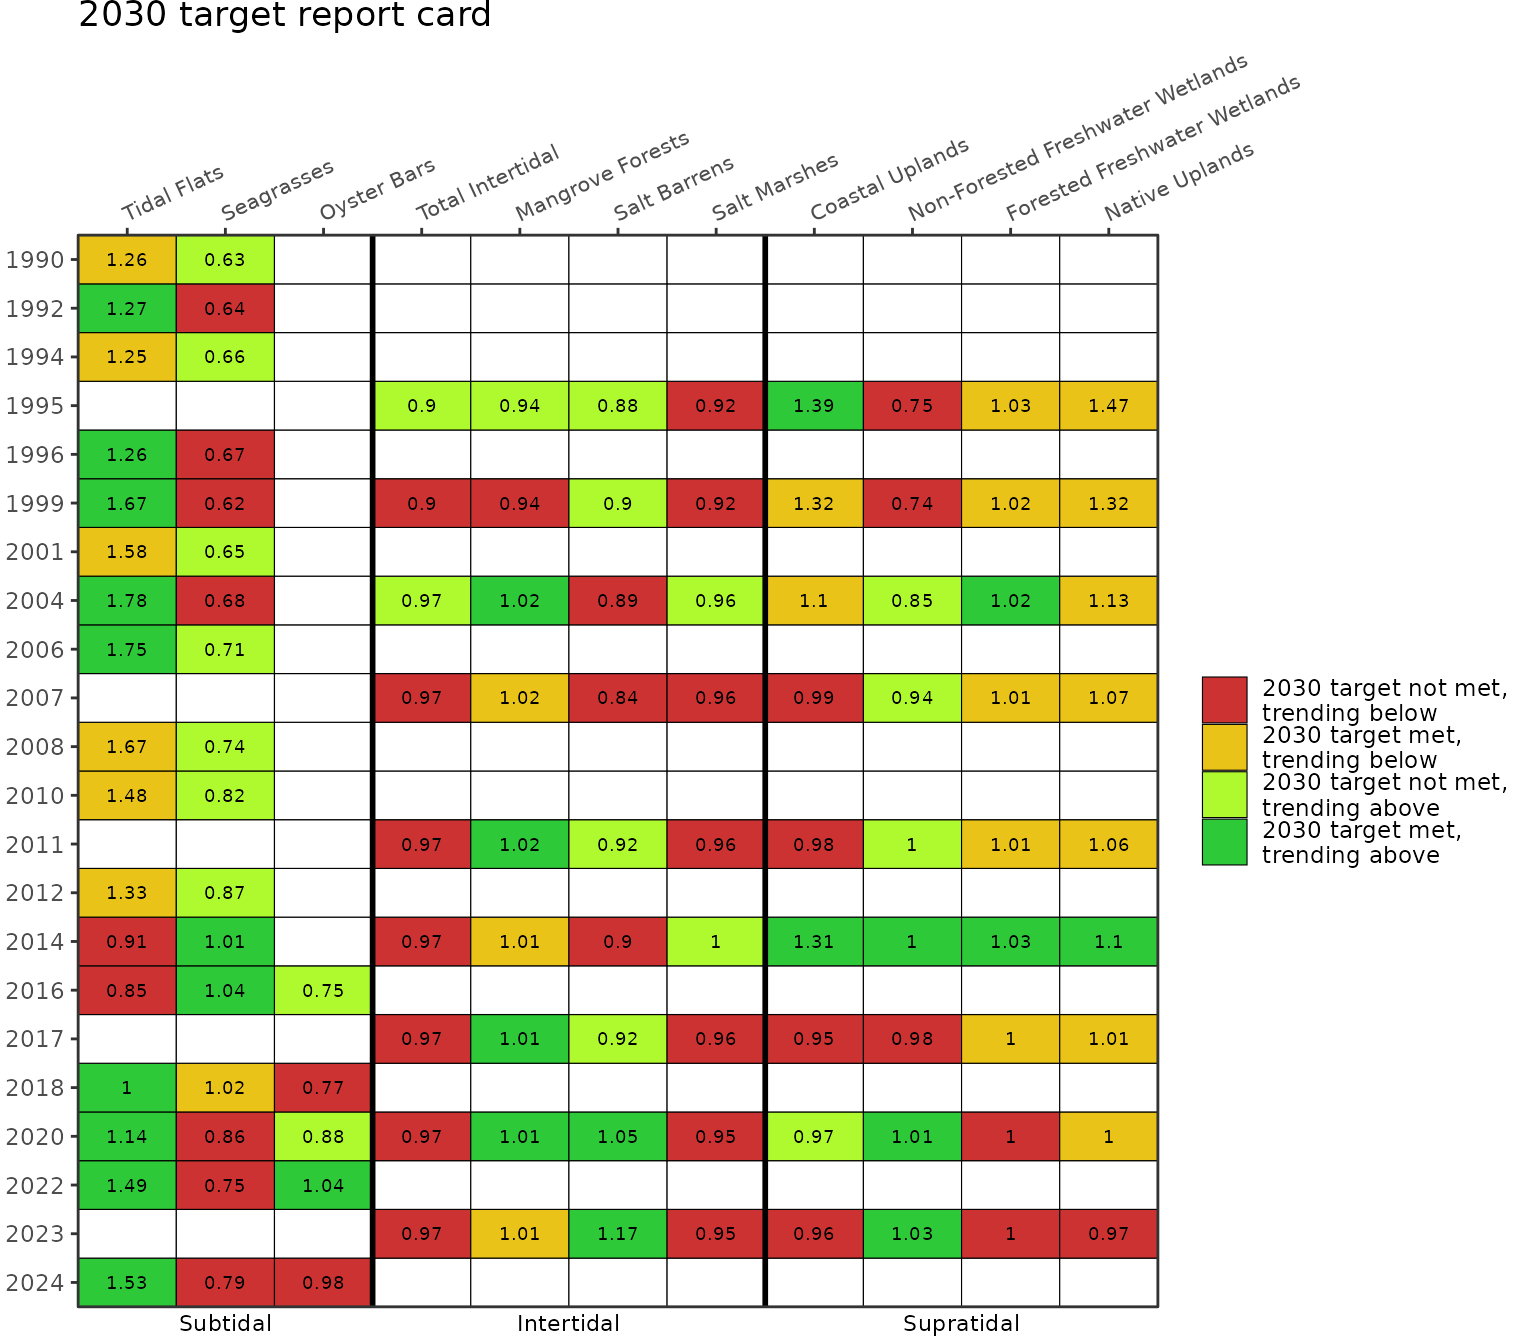 2030 target report card
Tidal Flats
Seagrasses
Oyster Bars
Total Intertidal
Mangrove Forests
Salt Barrens
Salt Marshes
Coastal Uplands
Non-Forested Freshwater Wetlands
Forested Freshwater Wetlands
Native Uplands
1990 1.26 0.63
1992 1.27 0.64
1994 1.25 0.66
1995 0.9 0.94 0.88 0.92 1.39 0.75 1.03 1.47
1996 1.26 0.67
1999 1.67 0.62 0.9 0.94 0.9 0.92 1.32 0.74 1.02 1.32
2001 1.58 0.65
2004 1.78 0.68 0.97 1.02 0.89 0.96 1.1 0.85 1.02 1.13
2006 1.75 0.71
2007 0.97 1.02 0.84 0.96 0.99 0.94 1.01 1.07
2008 1.67 0.74
2010 1.48 0.82
2011 0.97 1.02 0.92 0.96 0.98 1 1.01 1.06
2012 1.33 0.87
2014 0.91 1.01 0.97 1.01 0.9 1 1.31 1 1.03 1.1
2016 0.85 1.04 0.75
2017 0.97 1.01 0.92 0.96 0.95 0.98 1 1.01
2018 1 1.02 0.77
2020 1.14 0.86 0.88 0.97 1.01 1.05 0.95 0.97 1.01 1 1
2022 1.49 0.75 1.04
2023 0.97 1.01 1.17 0.95 0.96 1.03 1 0.97
2024 1.53 0.79 0.98
Subtidal Intertidal Supratidal
2030 target not met,
trending below
2030 target met,
trending below
2030 target not met,
trending above
2030 target met,
trending above